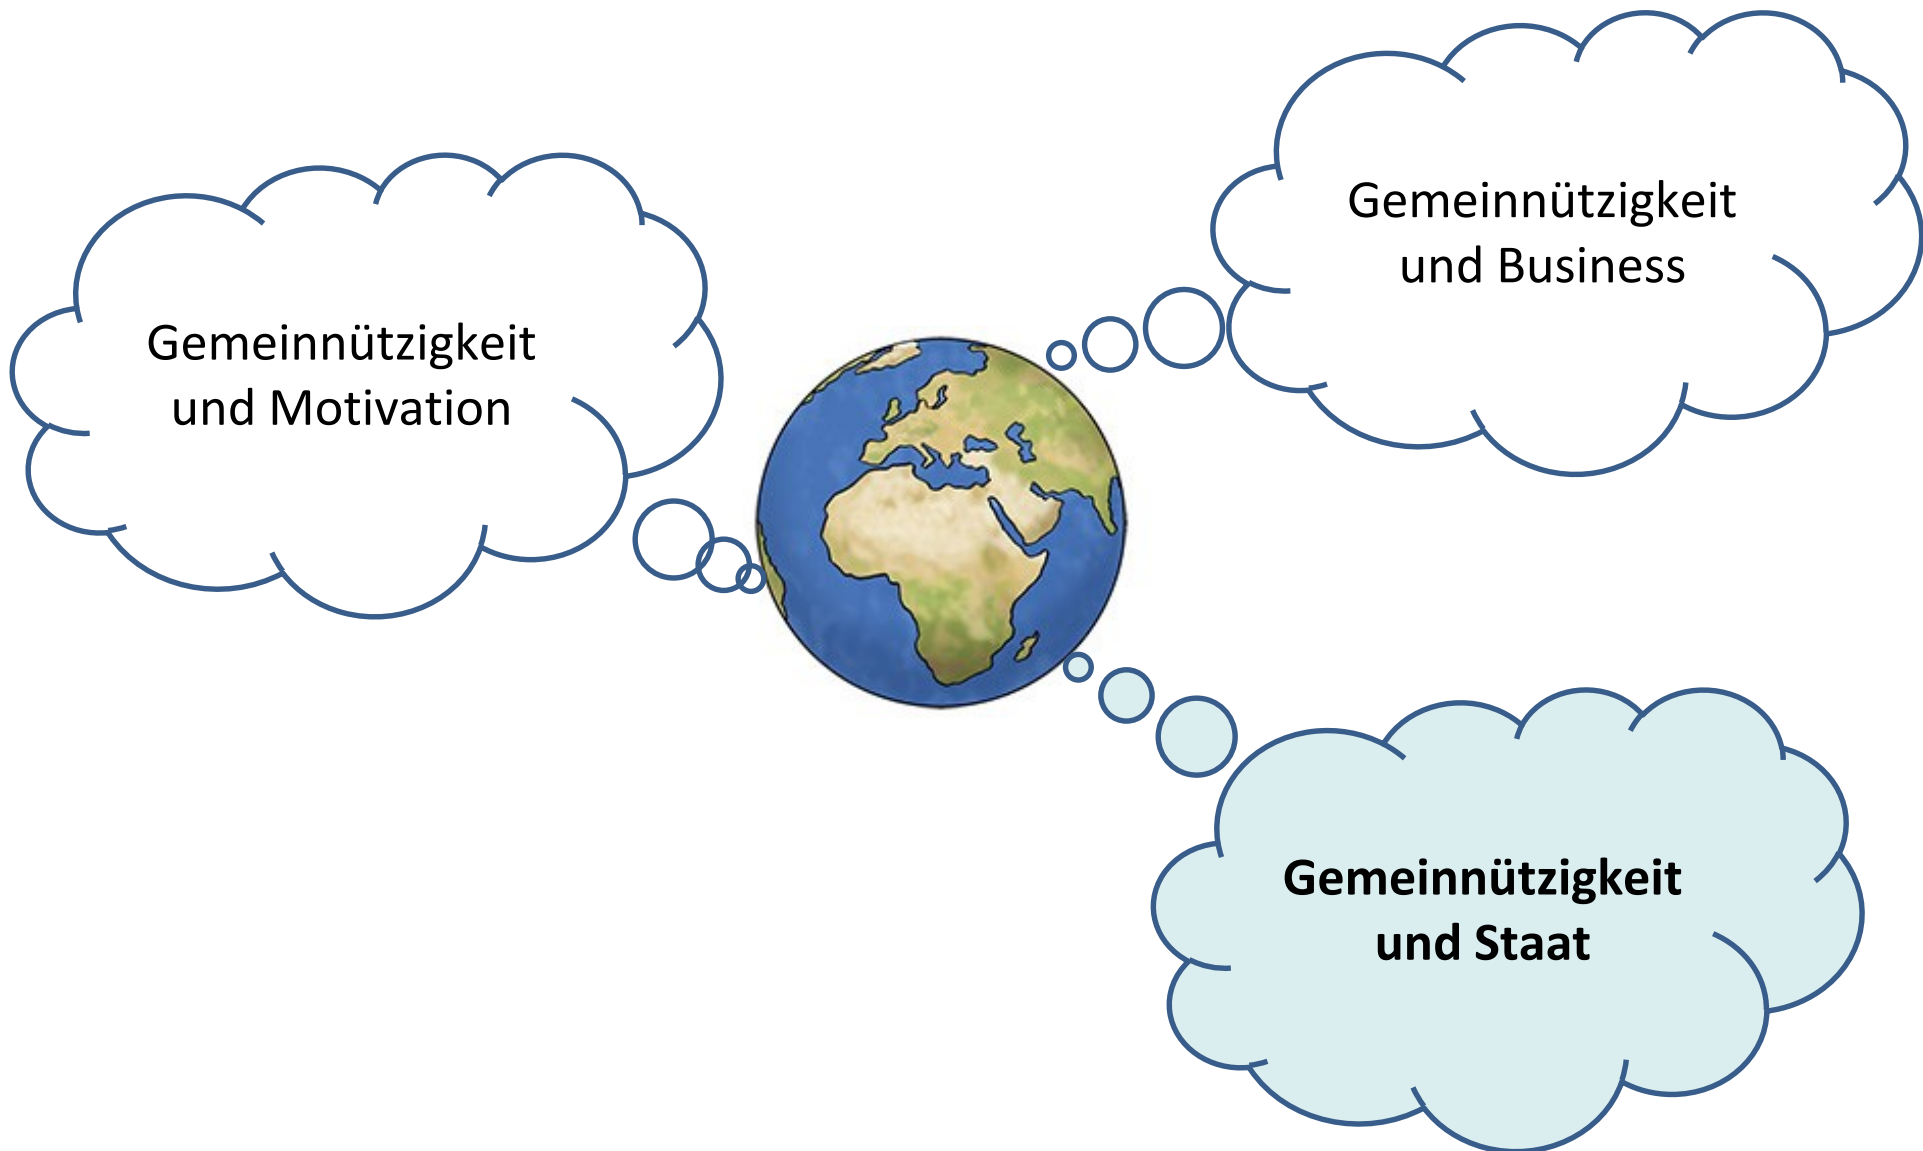 Gemeinnützigkeit
und Motivation
Gemeinnützigkeit
und Business
Gemeinnützigkeit
und Staat